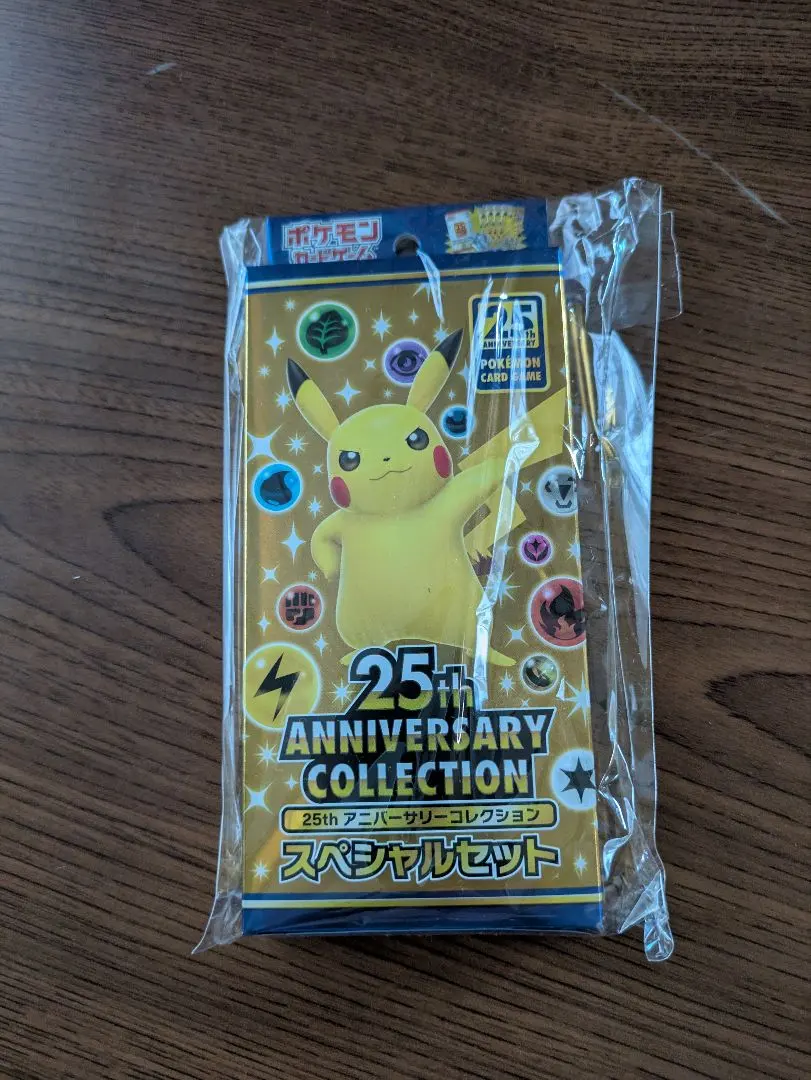 ポケモン
カードゲーム
25th
ANNIVERSARY
POKÉMON
CARD GAME
25th
ANNIVERSARY
COLLECTION
25th アニバーサリーコレクション
スペシャルセット